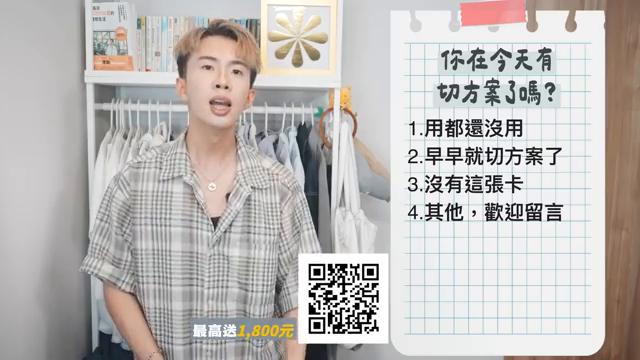 你在今天有
切方案了嗎?
1.用都還沒用
2.早早就切方案了
3.沒有這張卡
4.其他，歡迎留言
最高送1,800元